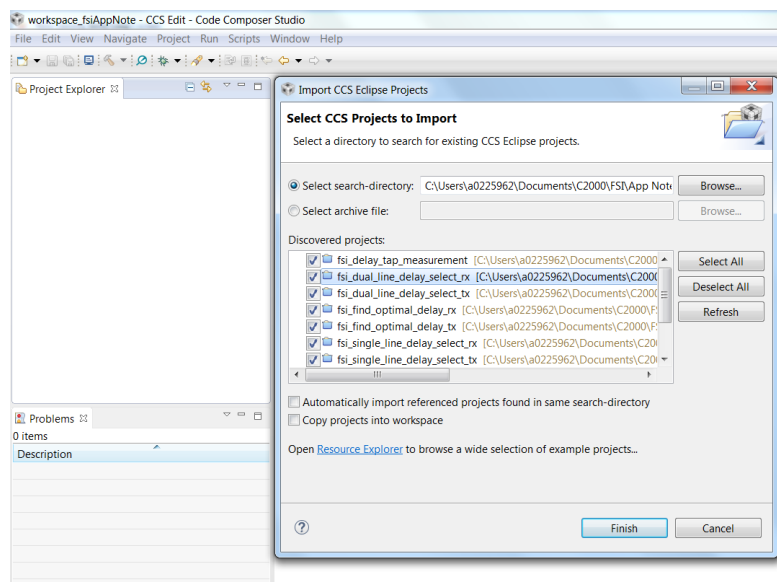 workspace_fsiAppNote - CCS Edit - Code Composer Studio
File Edit View Navigate Project Run Scripts Window Help
Project Explorer
Import CCS Eclipse Projects
Select CCS Projects to Import
Select a directory to search for existing CCS Eclipse projects.
Select search-directory: C:\Users\a0225962\Documents\C2000\FSI\App Note Browse...
Select archive file: Browse...
Discovered projects:
fsi_delay_tap_measurement [C:\Users\a0225962\Documents\C2000 Select All
fsi_dual_line_delay_select_rx [C:\Users\a0225962\Documents\C200
fsi_dual_line_delay_select_tx [C:\Users\a0225962\Documents\C200 Deselect All
fsi_find_optimal_delay_rx [C:\Users\a0225962\Documents\C2000\F
fsi_find_optimal_delay_tx [C:\Users\a0225962\Documents\C2000\F Refresh
fsi_single_line_delay_select_rx [C:\Users\a0225962\Documents\C20
fsi_single_line_delay_select_tx [C:\Users\a0225962\Documents\C20
Automatically import referenced projects found in same search-directory
Copy projects into workspace
Problems
0 items
Description
Open Resource Explorer to browse a wide selection of example projects...
Finish Cancel